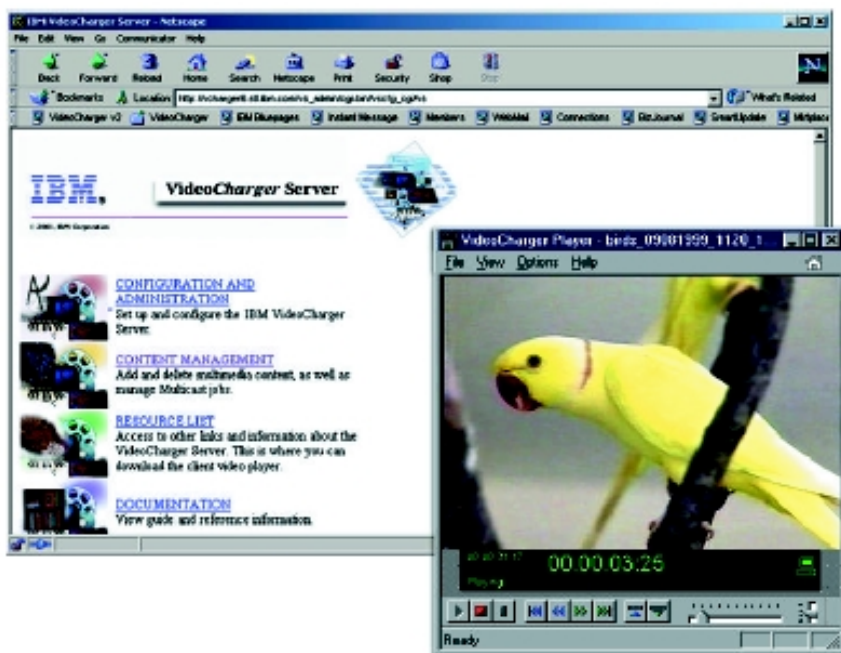 IBM VideoCharger Server - Netscape
File Edit View Go Communicator Help
Back Forward Reload Home Search Netscape Print Security Shop Stop
Bookmarks Location What's Related
VideoCharger v2 VideoCharger IBM Bluepages Instant Message Members WebMail Connections BizJournal SmartUpdate Mktplace
IBM.
VideoCharger Server
IBM Corporation
CONFIGURATION AND
ADMINISTRATION
Set up and configure the IBM VideoCharger
Server.
CONTENT MANAGEMENT
Add and delete multimedia content, as well as
manage Multicast jobs.
RESOURCE LIST
Access to other links and information about the
VideoCharger Server. This is where you can
download the client video player.
DOCUMENTATION
View guide and reference information.
VideoCharger Player - birds_09081999_1120_1...
File View Options Help
00:00:03:25
Playing
Ready